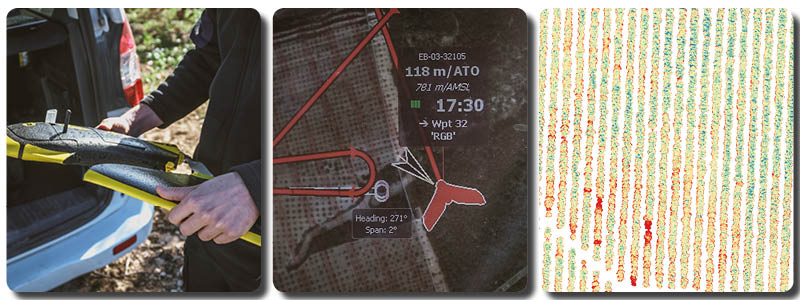 EB-03-32105
118 m/ATO
781 m/AMSL
17:30
→ Wpt 32
'RGB'
Heading: 271°
Span: 2°